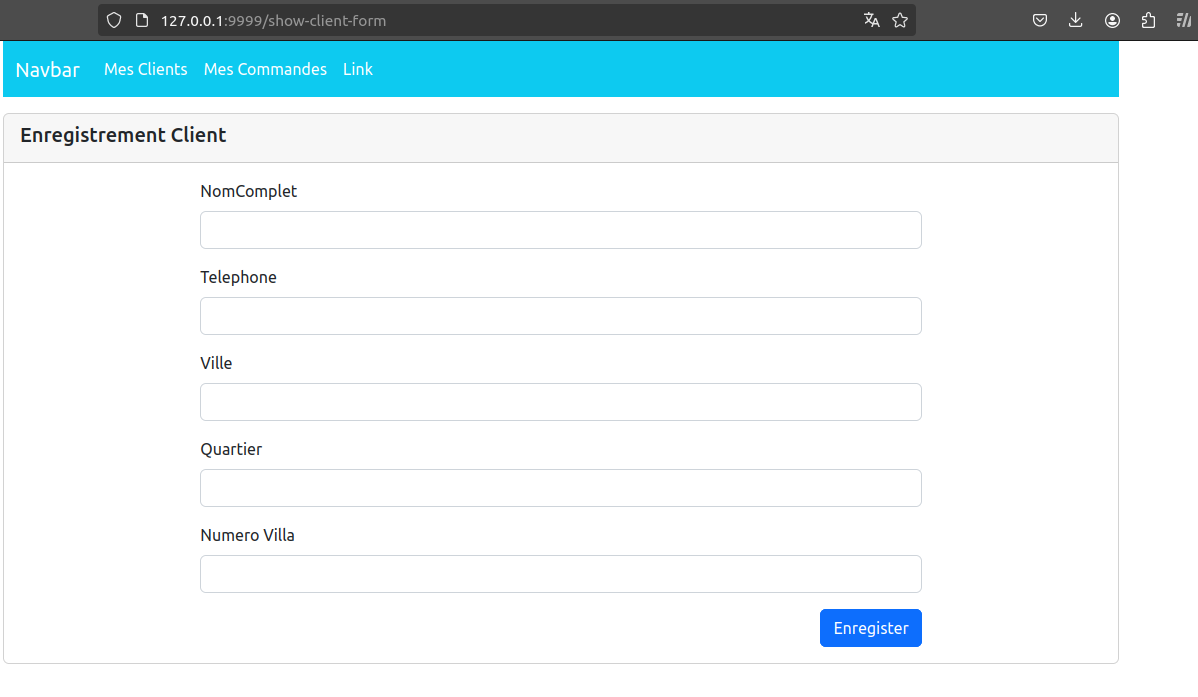 127.0.0.1:9999/show-client-form
Navbar Mes Clients Mes Commandes Link
Enregistrement Client
NomComplet
Telephone
Ville
Quartier
Numero Villa
Enregister